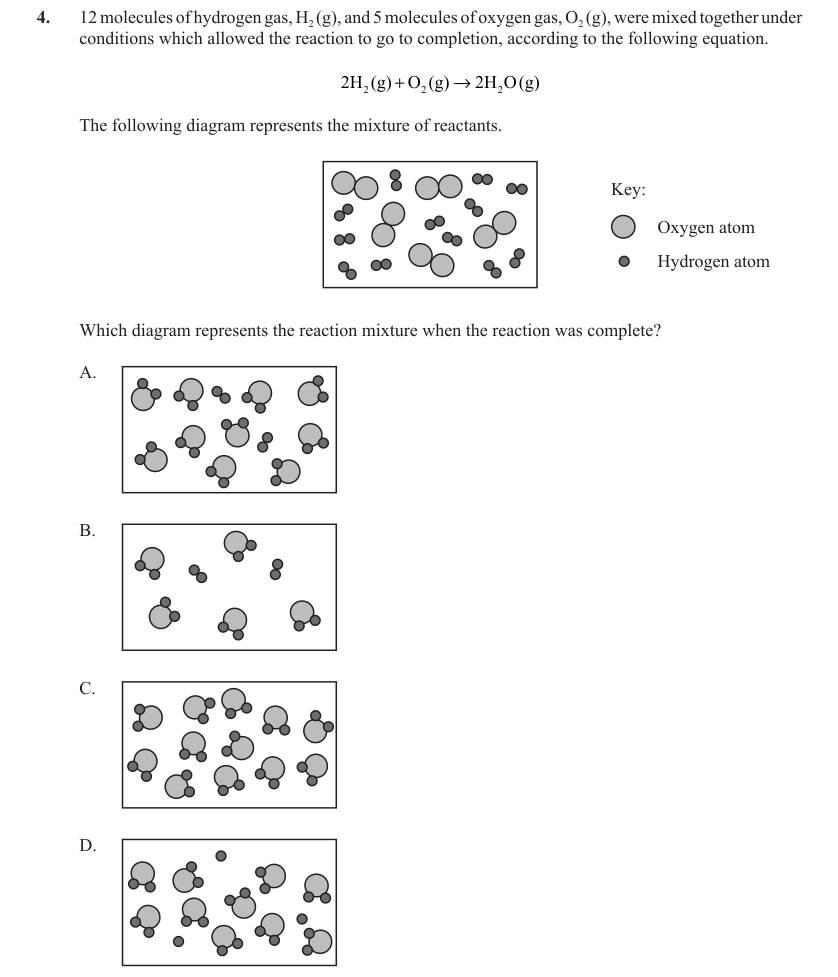 4. 12 molecules of hydrogen gas, H₂(g), and 5 molecules of oxygen gas, O₂(g), were mixed together under
conditions which allowed the reaction to go to completion, according to the following equation.
2H₂(g)+O₂(g)→2H₂O(g)
The following diagram represents the mixture of reactants.
Key:
Oxygen atom
Hydrogen atom
Which diagram represents the reaction mixture when the reaction was complete?
A.
B.
C.
D.